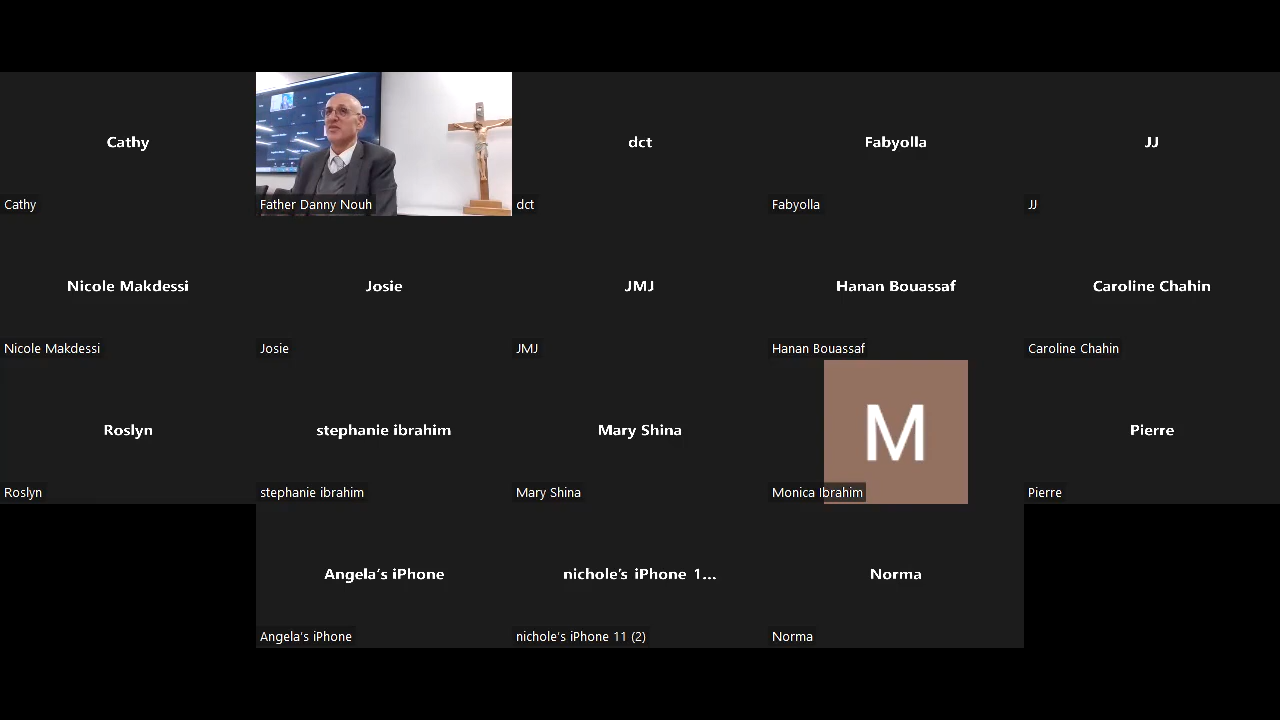 Cathy
Cathy
Father Danny Nouh
dct
dct
Fabyolla
Fabyolla
JJ
JJ
Nicole Makdessi
Nicole Makdessi
Josie
Josie
JMJ
JMJ
Hanan Bouassaf
Hanan Bouassaf
Caroline Chahin
Caroline Chahin
Roslyn
Roslyn
stephanie ibrahim
stephanie ibrahim
Mary Shina
Mary Shina
M
Monica Ibrahim
Pierre
Pierre
Angela's iPhone
Angela's iPhone
nichole's iPhone 1...
nichole's iPhone 11 (2)
Norma
Norma